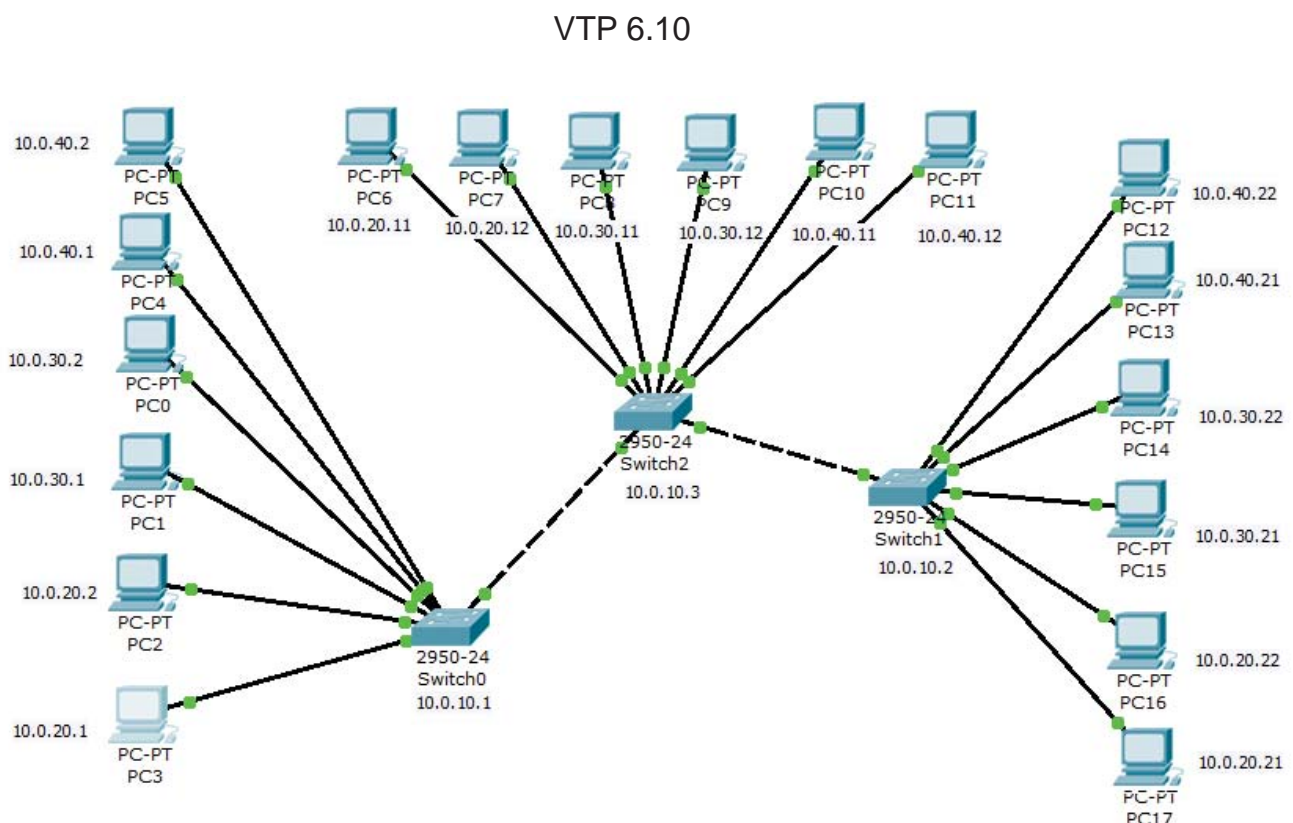 VTP 6.10
10.0.40.2
PC-PT
PC5
10.0.40.1
PC-PT
PC4
10.0.30.2
PC-PT
PC0
10.0.30.1
PC-PT
PC1
10.0.20.2
PC-PT
PC2
10.0.20.1
PC-PT
PC3
PC-PT
PC6
10.0.20.11
PC-PT
PC7
10.0.20.12
PC-PT
PC8
10.0.30.11
PC-PT
PC9
10.0.30.12
PC-PT
PC10
10.0.40.11
PC-PT
PC11
10.0.40.12
2950-24
Switch2
10.0.10.3
2950-24
Switch0
10.0.10.1
2950-24
Switch1
10.0.10.2
PC-PT
PC12
10.0.40.22
PC-PT
PC13
10.0.40.21
PC-PT
PC14
10.0.30.22
PC-PT
PC15
10.0.30.21
PC-PT
PC16
10.0.20.22
PC-PT
PC17
10.0.20.21